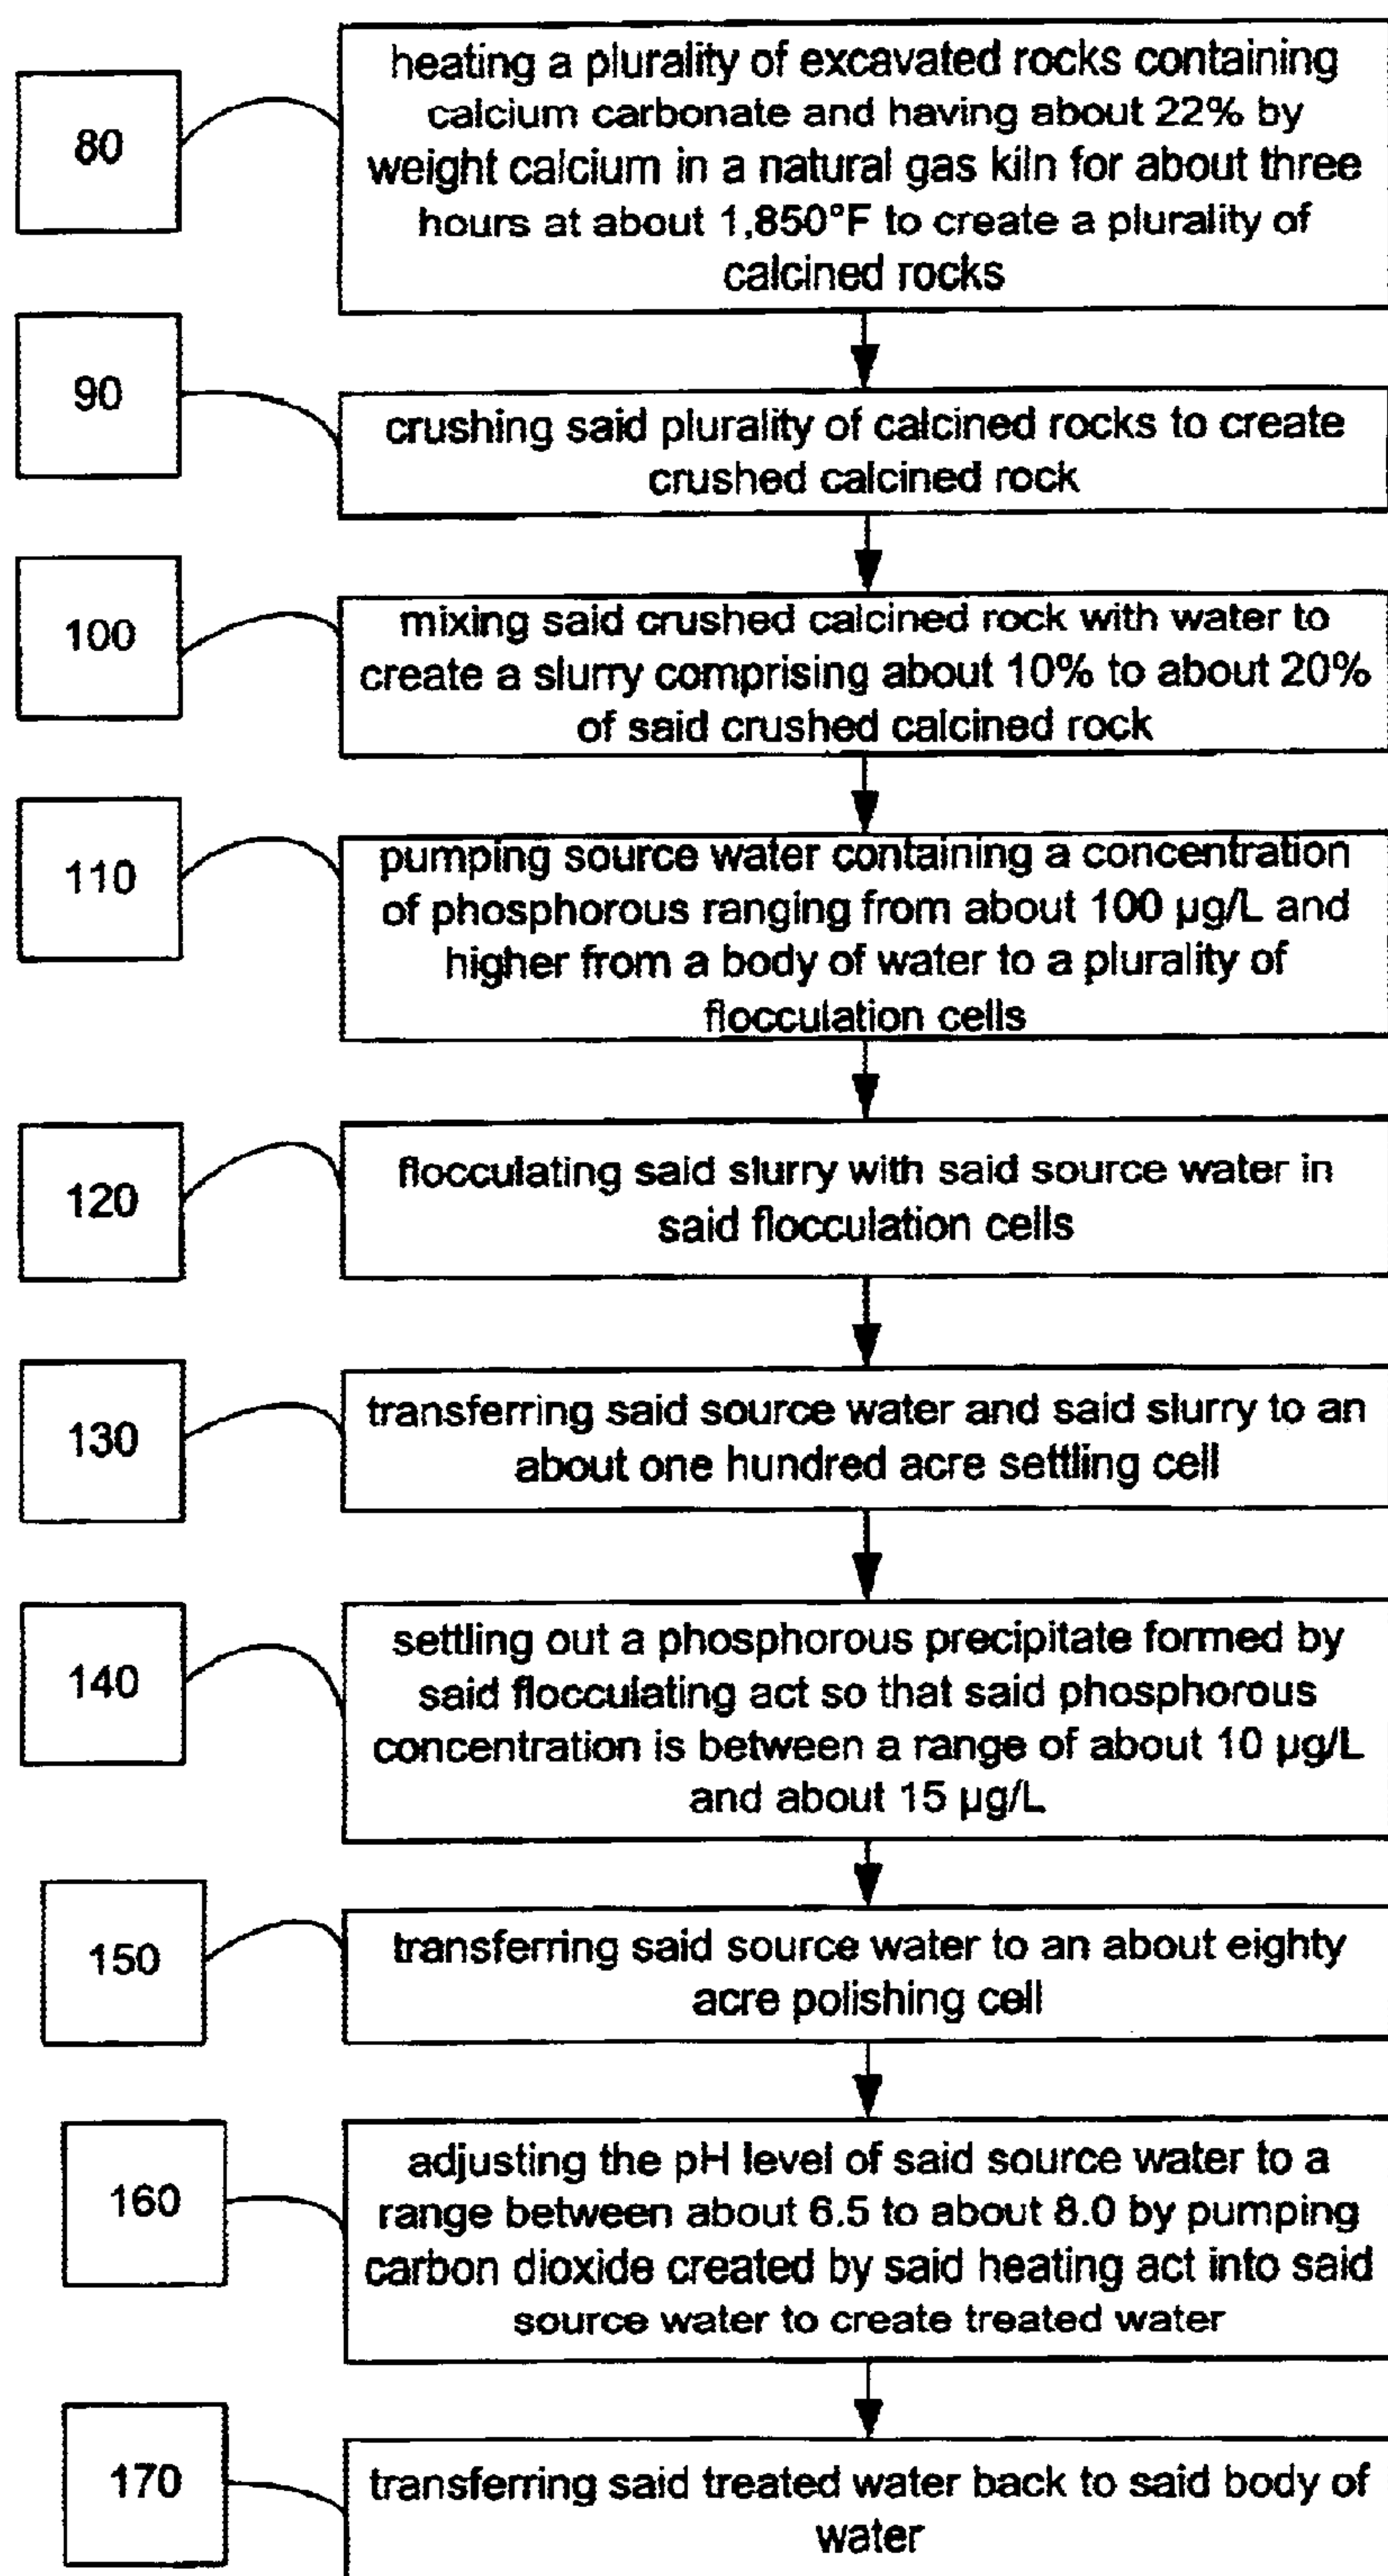 80
heating a plurality of excavated rocks containing
calcium carbonate and having about 22% by
weight calcium in a natural gas kiln for about three
hours at about 1,850°F to create a plurality of
calcined rocks
90
crushing said plurality of calcined rocks to create
crushed calcined rock
100
mixing said crushed calcined rock with water to
create a slurry comprising about 10% to about 20%
of said crushed calcined rock
110
pumping source water containing a concentration
of phosphorous ranging from about 100 µg/L and
higher from a body of water to a plurality of
flocculation cells
120
flocculating said slurry with said source water in
said flocculation cells
130
transferring said source water and said slurry to an
about one hundred acre settling cell
140
settling out a phosphorous precipitate formed by
said flocculating act so that said phosphorous
concentration is between a range of about 10 µg/L
and about 15 µg/L
150
transferring said source water to an about eighty
acre polishing cell
160
adjusting the pH level of said source water to a
range between about 6.5 to about 8.0 by pumping
carbon dioxide created by said heating act into said
source water to create treated water
170
transferring said treated water back to said body of
water